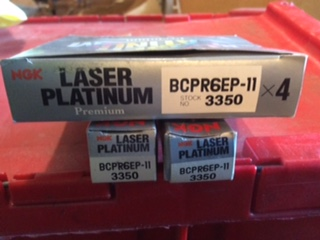 NGK LASER BCPR6EP-11
PLATINUM STOCK NO 3350 ×4
Premium
NGK LASER
PLATINUM
BCPR6EP-11
3350
NGK LASER
PLATINUM
BCPR6EP-11
3350